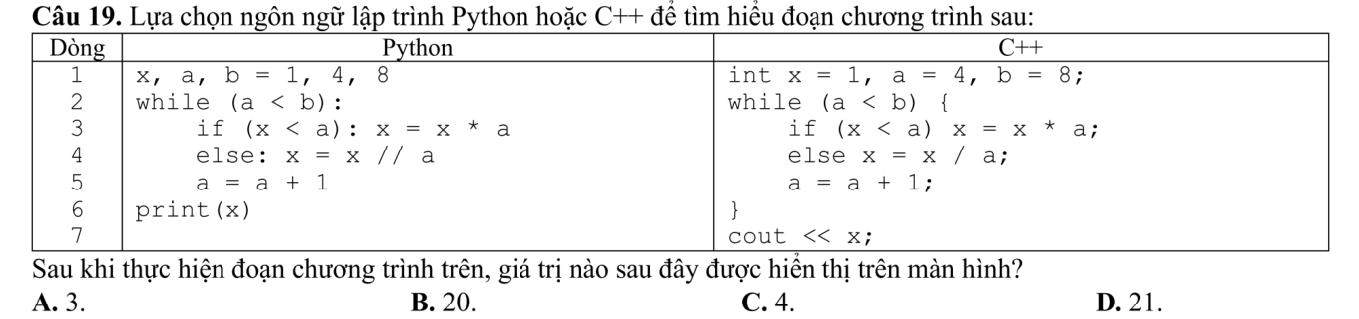 Câu 19. Lựa chọn ngôn ngữ lập trình Python hoặc C++ để tìm hiểu đoạn chương trình sau:
Dòng Python C++
1 x, a, b = 1, 4, 8 int x = 1, a = 4, b = 8;
2 while (a < b): while (a < b) {
3 if (x < a): x = x * a if (x < a) x = x * a;
4 else: x = x // a else x = x / a;
5 a = a + 1 a = a + 1;
6 print(x) }
7 cout << x;
Sau khi thực hiện đoạn chương trình trên, giá trị nào sau đây được hiển thị trên màn hình?
A. 3. B. 20. C. 4. D. 21.